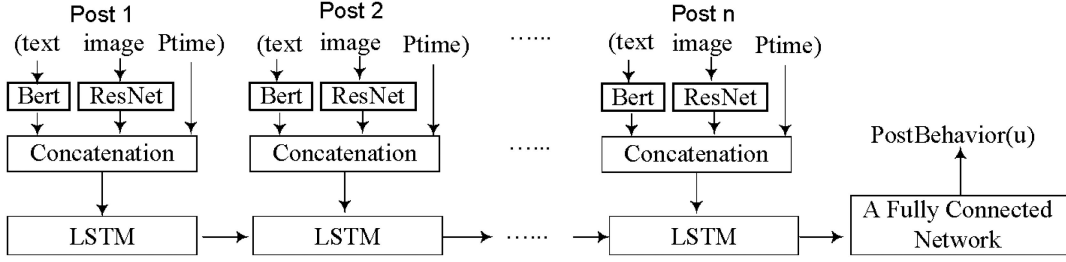 Post 1 Post 2 Post n
(text image Ptime) (text image Ptime) ...... (text image Ptime)
Bert ResNet Bert ResNet Bert ResNet
Concatenation Concatenation ...... Concatenation
PostBehavior(u)
LSTM LSTM ...... LSTM
A Fully Connected
Network